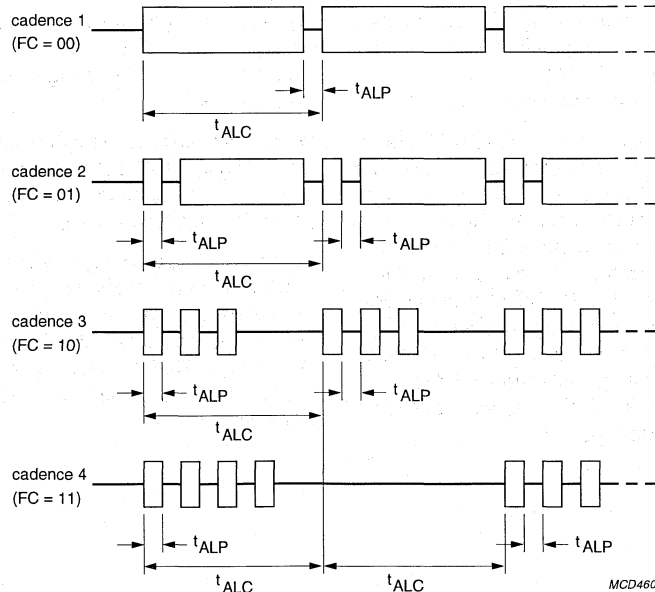 cadence 1
(FC = 00)
tALP
tALC
cadence 2
(FC = 01)
tALP
tALP
tALC
cadence 3
(FC = 10)
tALP
tALP
tALC
cadence 4
(FC = 11)
tALP
tALP
tALC
tALC
MCD460